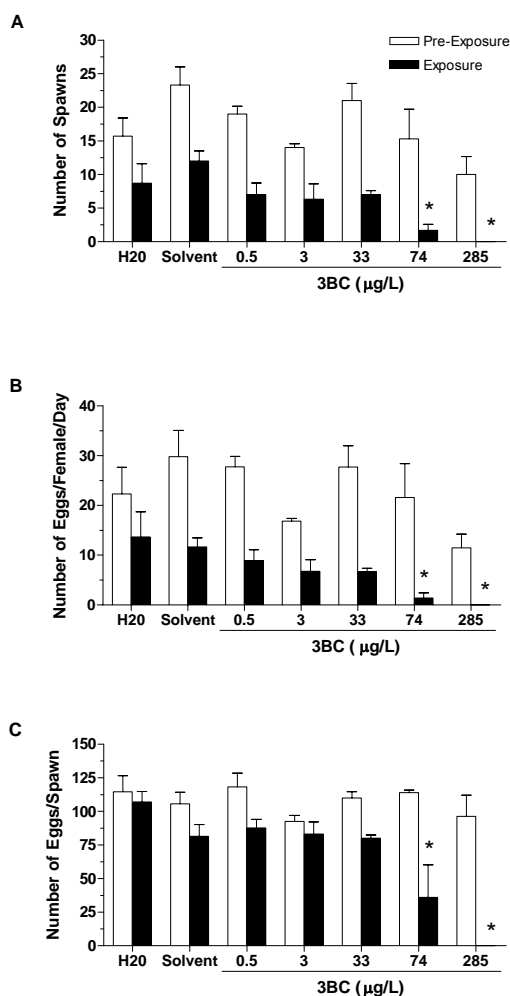 A
Pre-Exposure
Exposure
Number of Spawns
30
25
20
15
10
5
0
*
*
H20 Solvent 0.5 3 33 74 285
3BC ( μg/L)
B
Number of Eggs/Female/Day
40
30
20
10
0
*
*
H20 Solvent 0.5 3 33 74 285
3BC ( μg/L)
C
Number of Eggs/Spawn
150
125
100
75
50
25
0
*
*
H20 Solvent 0.5 3 33 74 285
3BC ( μg/L)